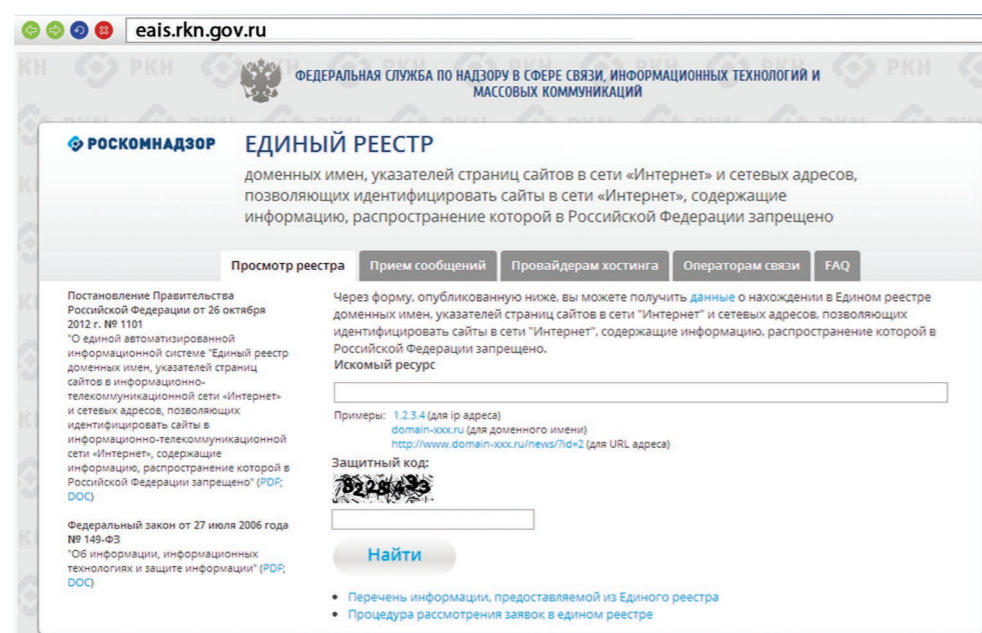 eais.rkn.gov.ru
ФЕДЕРАЛЬНАЯ СЛУЖБА ПО НАДЗОРУ В СФЕРЕ СВЯЗИ, ИНФОРМАЦИОННЫХ ТЕХНОЛОГИЙ И
МАССОВЫХ КОММУНИКАЦИЙ
РОСКОМНАДЗОР
ЕДИНЫЙ РЕЕСТР
доменных имен, указателей страниц сайтов в сети «Интернет» и сетевых адресов,
позволяющих идентифицировать сайты в сети «Интернет», содержащие
информацию, распространение которой в Российской Федерации запрещено
Просмотр реестра
Прием сообщений
Провайдерам хостинга
Операторам связи
FAQ
Постановление Правительства
Российской Федерации от 26 октября
2012 г. № 1101
"О единой автоматизированной
информационной системе "Единый реестр
доменных имен, указателей страниц
сайтов в информационно-
телекоммуникационной сети «Интернет»
и сетевых адресов, позволяющих
идентифицировать сайты в
информационно-телекоммуникационной
сети «Интернет», содержащие
информацию, распространение которой в
Российской Федерации запрещено" (PDF;
DOC)
Федеральный закон от 27 июля 2006 года
№ 149-ФЗ
"Об информации, информационных
технологиях и защите информации" (PDF;
DOC)
Через форму, опубликованную ниже, вы можете получить данные о нахождении в Едином реестре
доменных имен, указателей страниц сайтов в сети "Интернет" и сетевых адресов, позволяющих
идентифицировать сайты в сети "Интернет", содержащие информацию, распространение которой в
Российской Федерации запрещено.
Искомый ресурс
Примеры: 1.2.3.4 (для ip адреса)
domain-xxx.ru (для доменного имени)
http://www.domain-xxx.ru/news/?id=2 (для URL адреса)
Защитный код:
Найти
Перечень информации, предоставляемой из Единого реестра
Процедура рассмотрения заявок в едином реестре